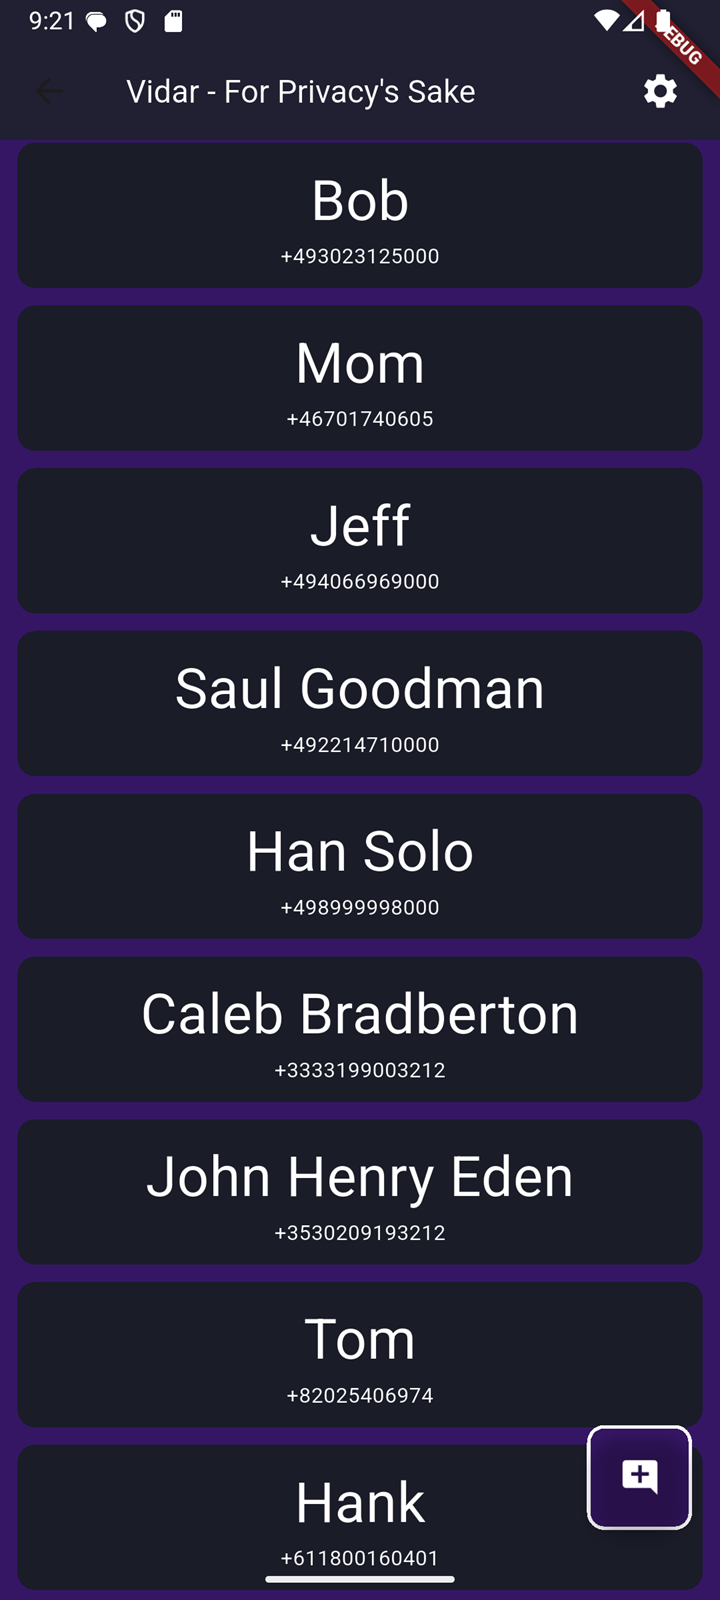 9:21
DEBUG
Vidar - For Privacy's Sake
Bob
+493023125000
Mom
+46701740605
Jeff
+494066969000
Saul Goodman
+492214710000
Han Solo
+498999998000
Caleb Bradberton
+3333199003212
John Henry Eden
+3530209193212
Tom
+82025406974
Hank
+611800160401